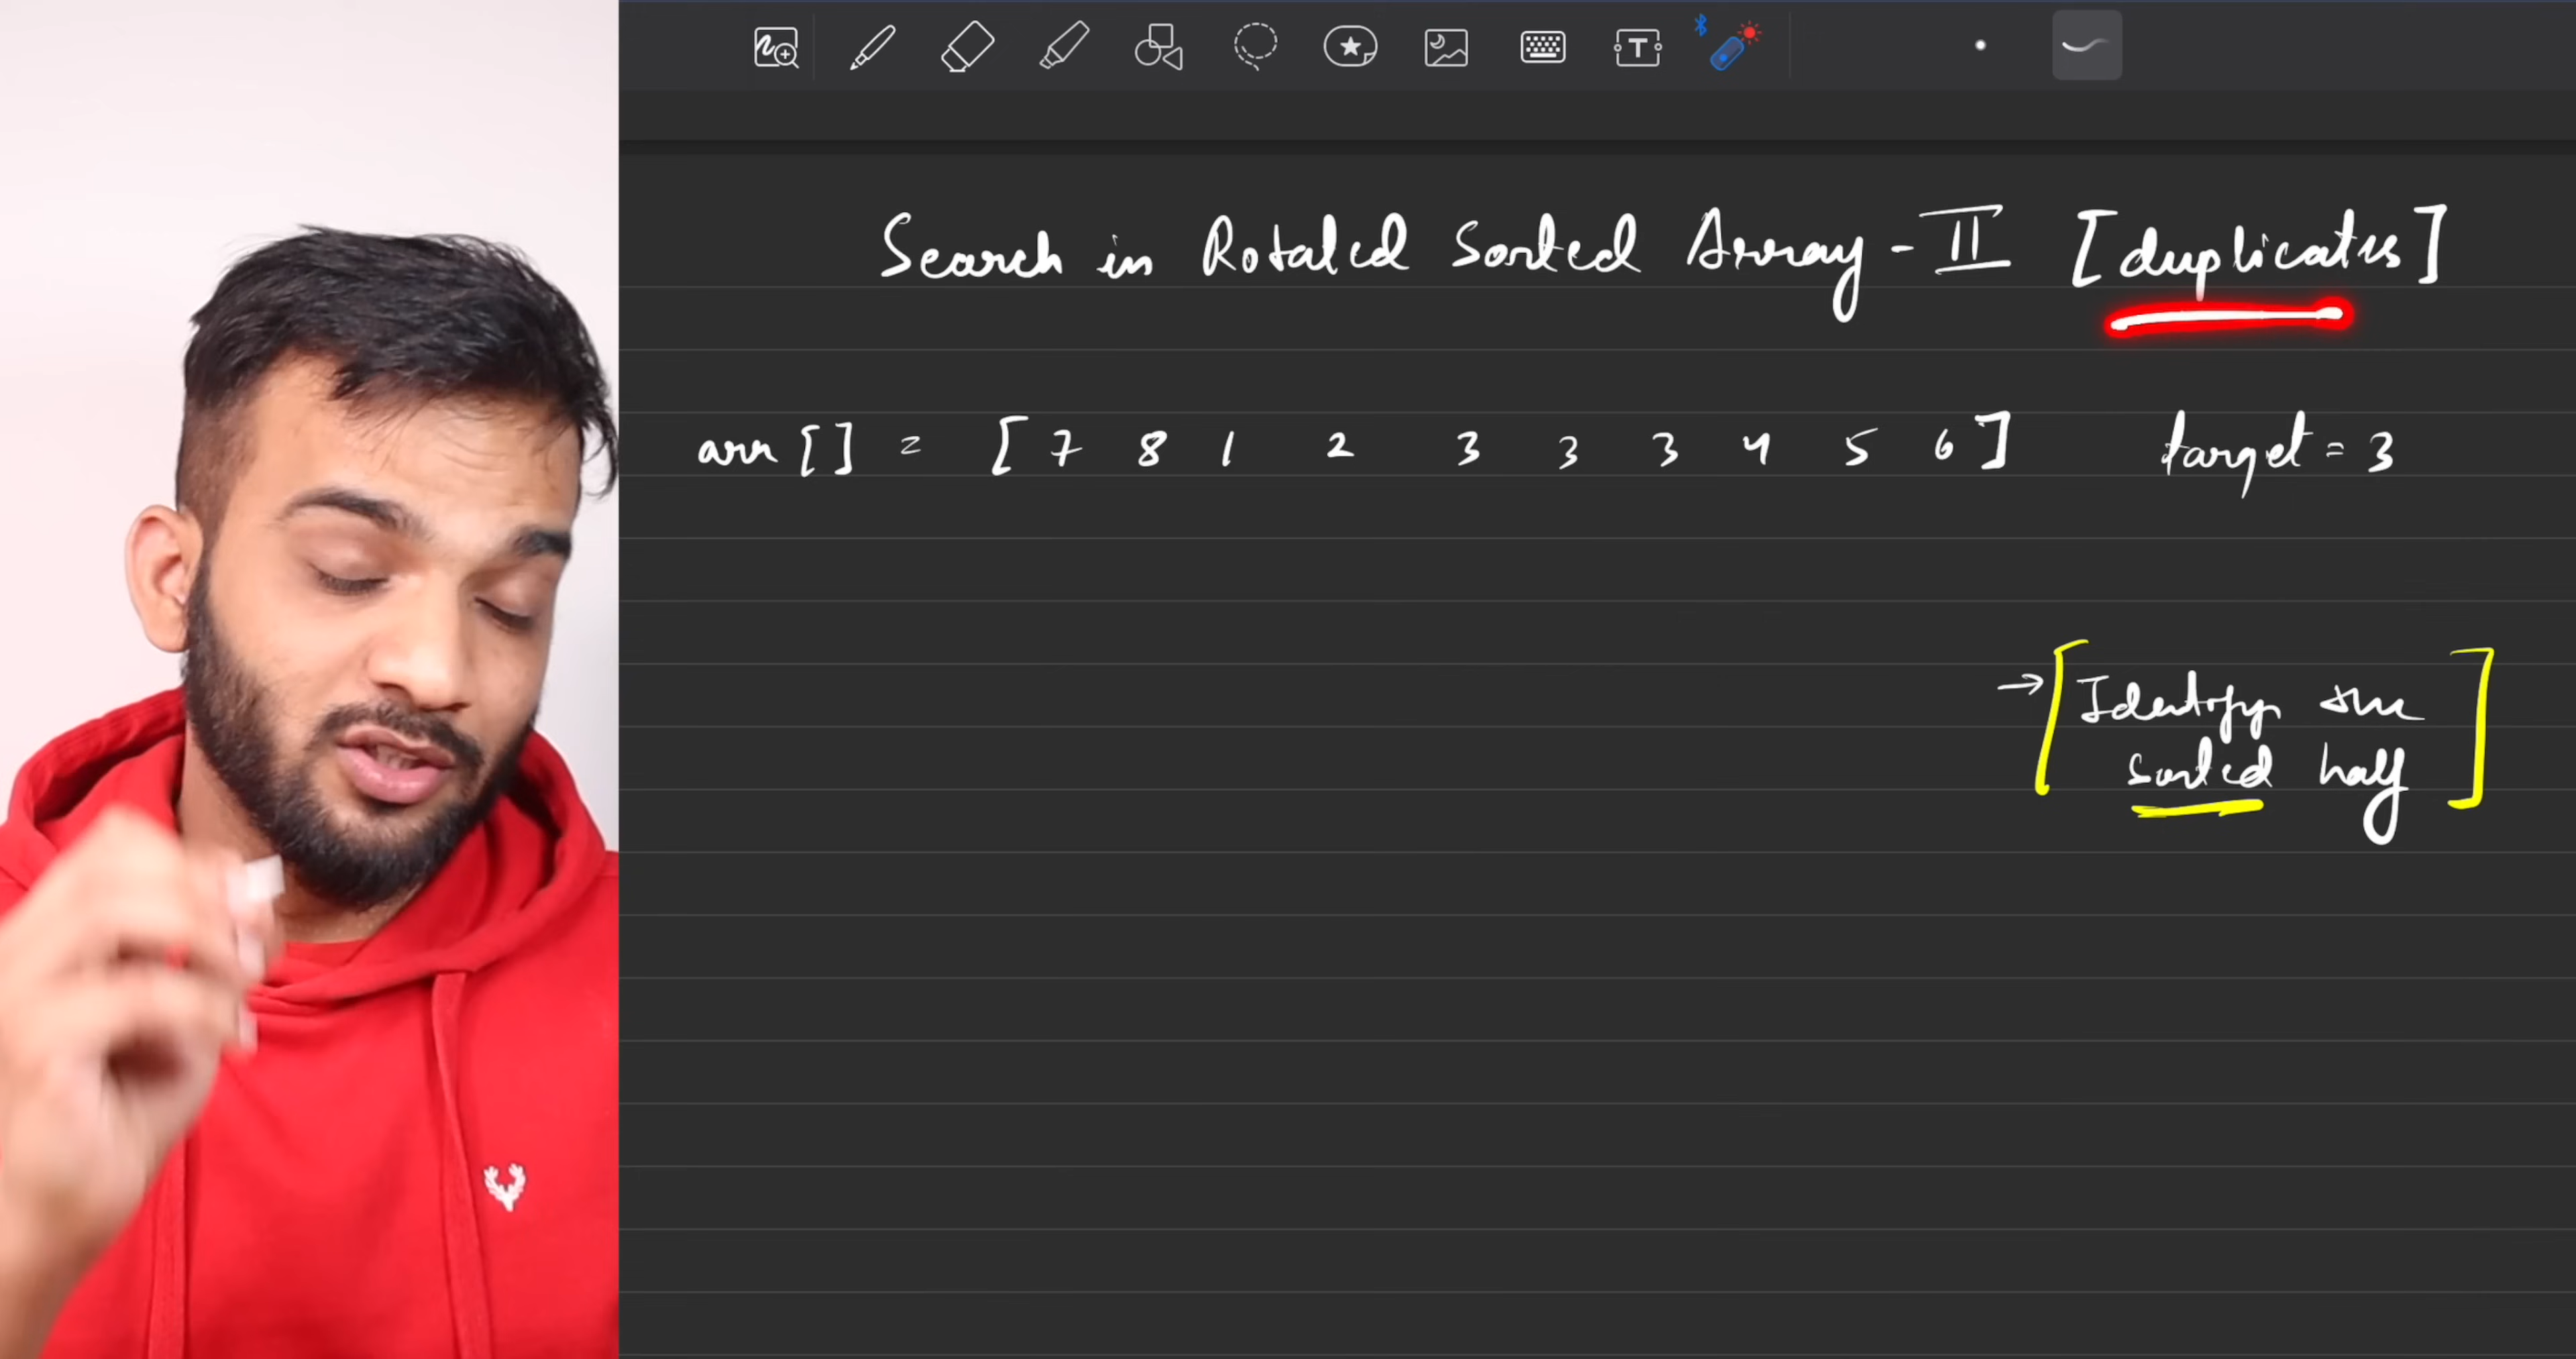 Search in Rotated Sorted Array - II [duplicates]
arr [ ] = [ 7 8 1 2 3 3 3 4 5 6 ] target = 3
→ [ Identify the
sorted half ]